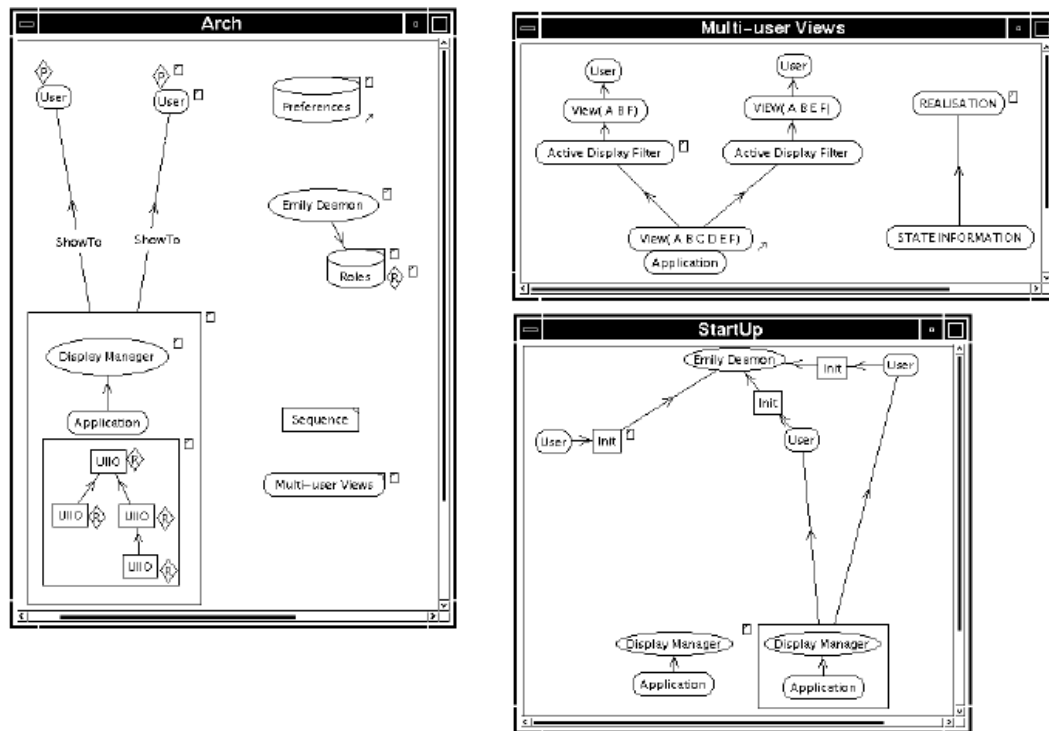 Arch
P
P
User
User
Preferences
Emily Daemon
ShowTo
ShowTo
Roles
R
Display Manager
Application
Sequence
UIIO
R
Multi-user Views
UIIO
R
UIIO
R
UIIO
R
Multi-user Views
User
User
View( A B F)
VIEW( A B E F)
REALISATION
Active Display Filter
Active Display Filter
View( A B C D E F)
STATE INFORMATION
Application
StartUp
Emily Daemon
Init
User
Init
User
Init
User
Display Manager
Display Manager
Application
Application